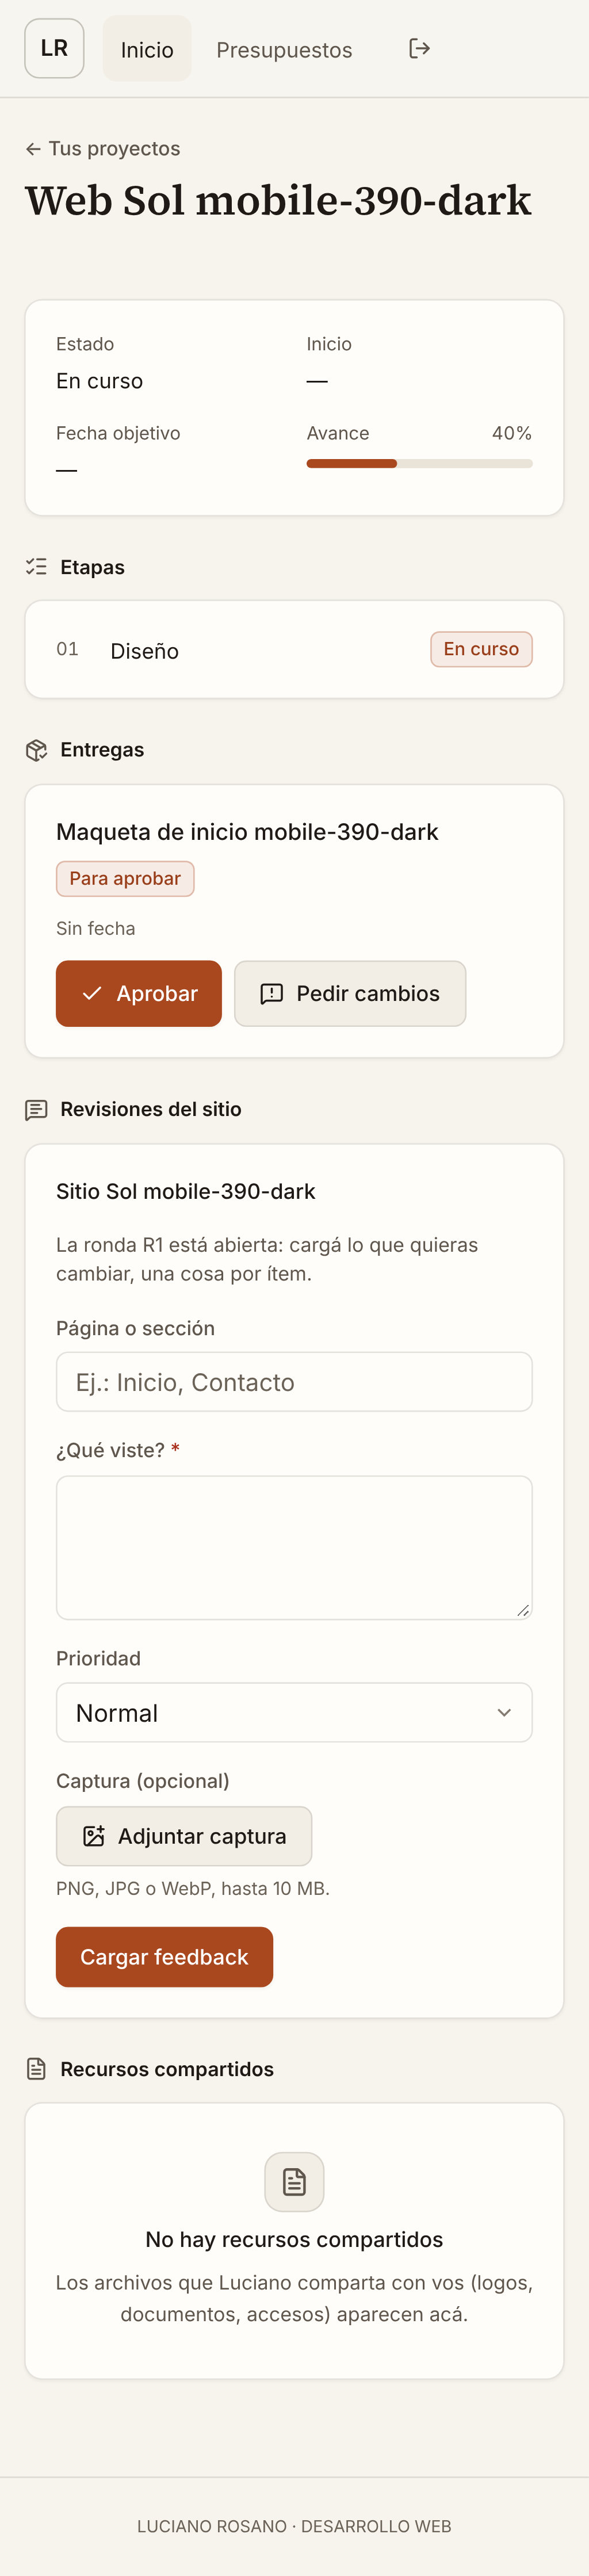 LR
Inicio
Presupuestos
← Tus proyectos
Web Sol mobile-390-dark
Estado
Inicio
En curso
—
Fecha objetivo
Avance
40%
—
Etapas
01
Diseño
En curso
Entregas
Maqueta de inicio mobile-390-dark
Para aprobar
Sin fecha
Aprobar
Pedir cambios
Revisiones del sitio
Sitio Sol mobile-390-dark
La ronda R1 está abierta: cargá lo que quieras
cambiar, una cosa por ítem.
Página o sección
Ej.: Inicio, Contacto
¿Qué viste? *
Prioridad
Normal
Captura (opcional)
Adjuntar captura
PNG, JPG o WebP, hasta 10 MB.
Cargar feedback
Recursos compartidos
No hay recursos compartidos
Los archivos que Luciano comparta con vos (logos,
documentos, accesos) aparecen acá.
LUCIANO ROSANO · DESARROLLO WEB